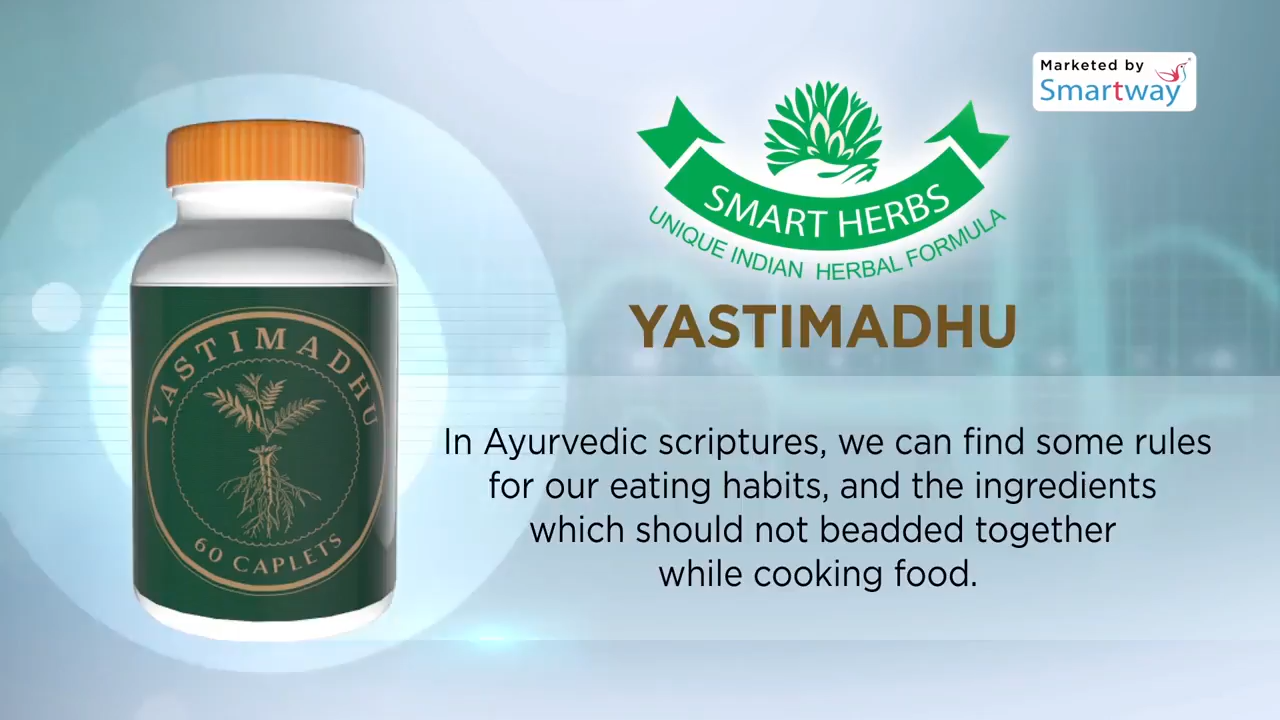 Marketed by
Smartway
SMART HERBS
UNIQUE INDIAN HERBAL FORMULA
YASTIMADHU
YASTIMADHU
60 CAPLETS
In Ayurvedic scriptures, we can find some rules
for our eating habits, and the ingredients
which should not beadded together
while cooking food.